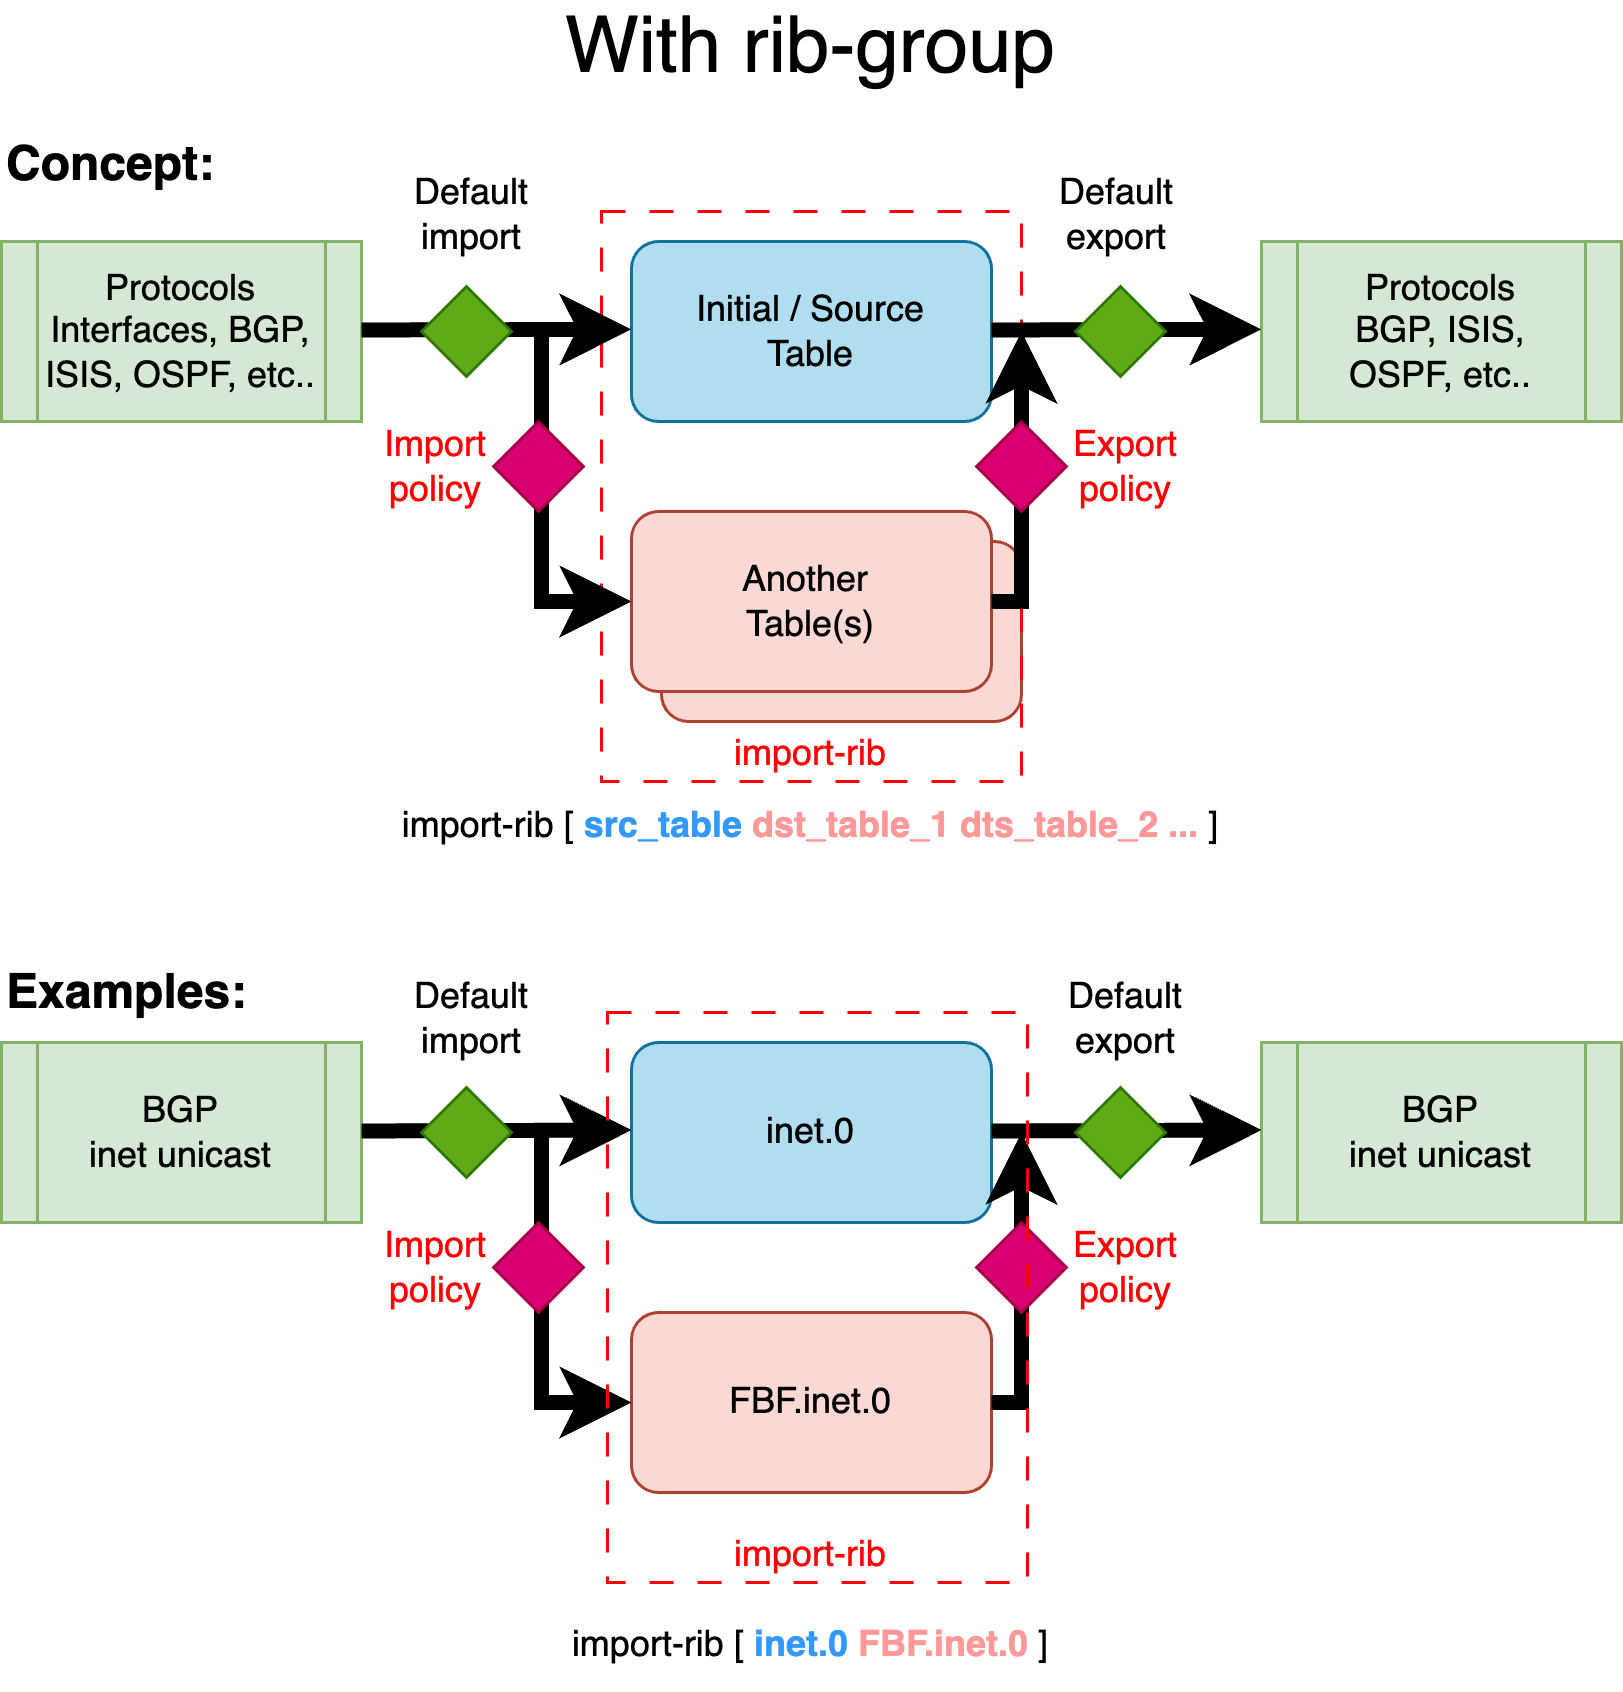 With rib-group
Concept:
Default
import
Default
export
Protocols
Interfaces, BGP,
ISIS, OSPF, etc..
Initial / Source
Table
Protocols
BGP, ISIS,
OSPF, etc..
Import
policy
Export
policy
Another
Table(s)
import-rib
import-rib [ src_table dst_table_1 dts_table_2 ... ]
Examples:
Default
import
Default
export
BGP
inet unicast
inet.0
BGP
inet unicast
Import
policy
Export
policy
FBF.inet.0
import-rib
import-rib [ inet.0 FBF.inet.0 ]